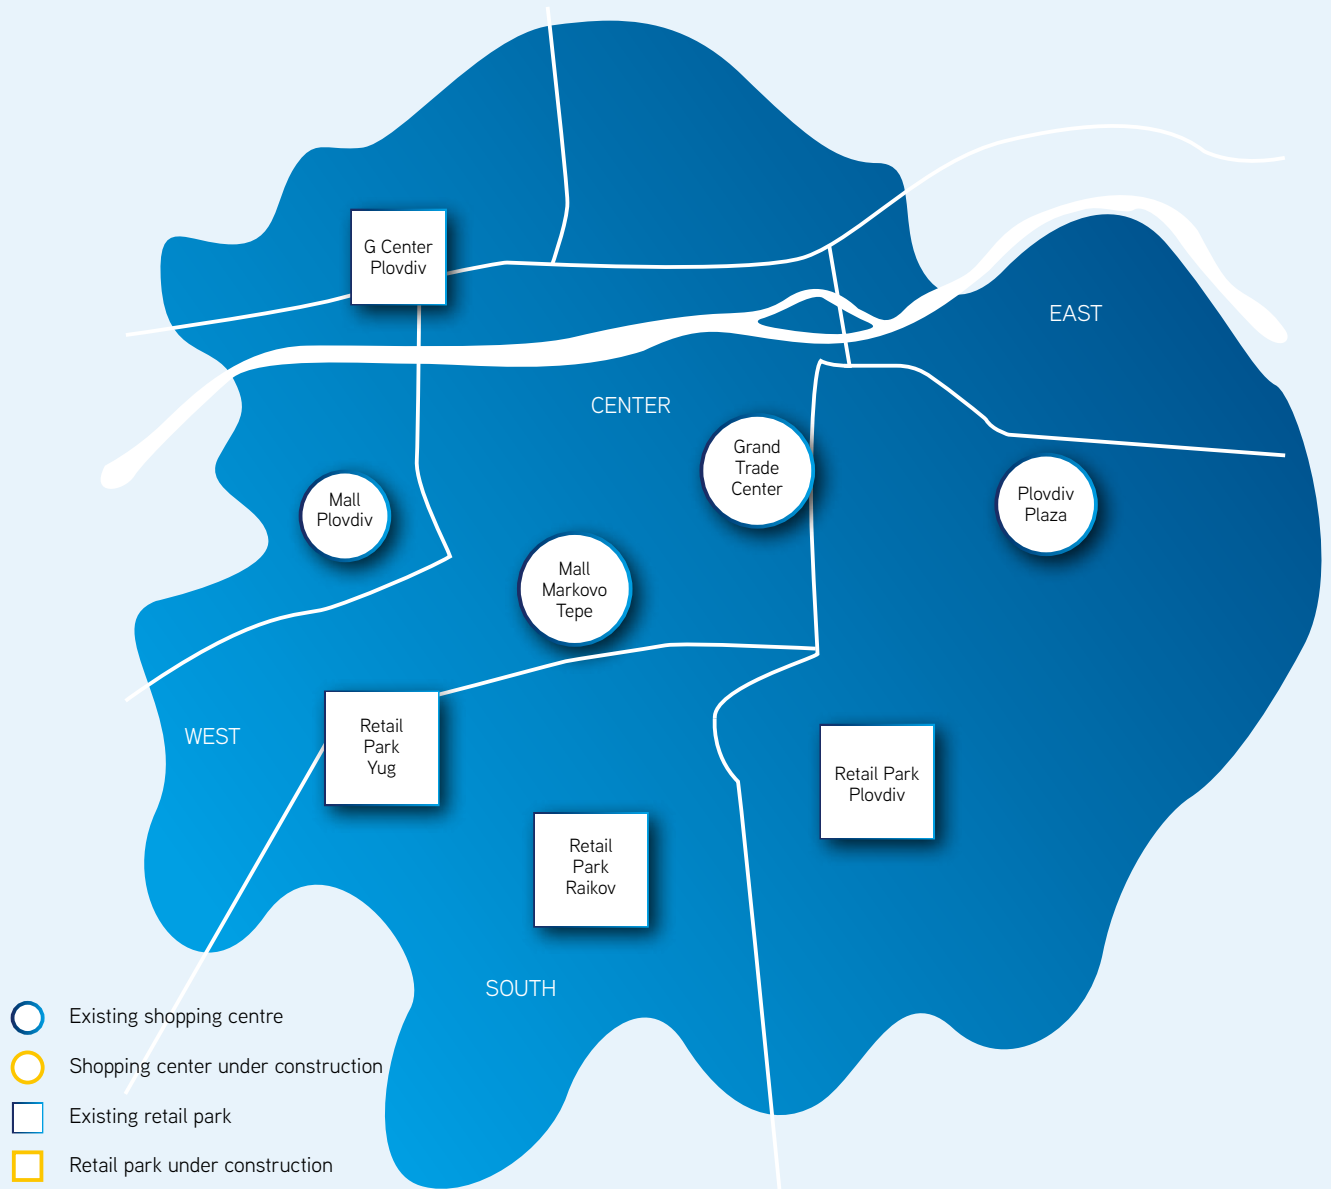 G Center
Plovdiv
EAST
CENTER
Grand
Trade
Center
Mall
Plovdiv
Plovdiv
Plaza
Mall
Markovo
Tepe
WEST
Retail
Park
Yug
Retail Park
Plovdiv
Retail
Park
Raikov
SOUTH
Existing shopping centre
Shopping center under construction
Existing retail park
Retail park under construction